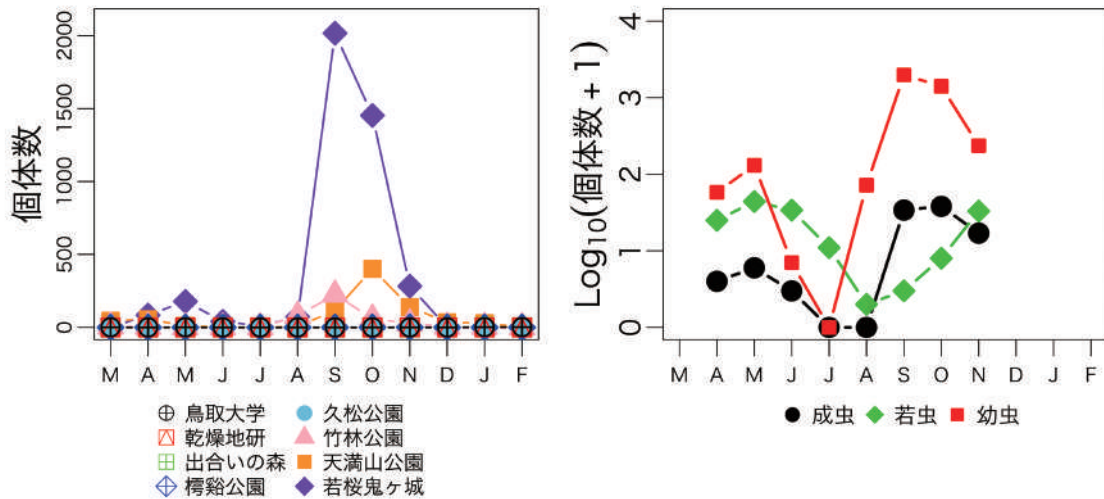 個体数
2000
1500
1000
500
0
M A M J J A S O N D J F
鳥取大学
久松公園
乾燥地研
竹林公園
出合いの森
天満山公園
樗谿公園
若桜鬼ヶ城
Log10(個体数 + 1)
4
3
2
1
0
M A M J J A S O N D J F
成虫 若虫 幼虫